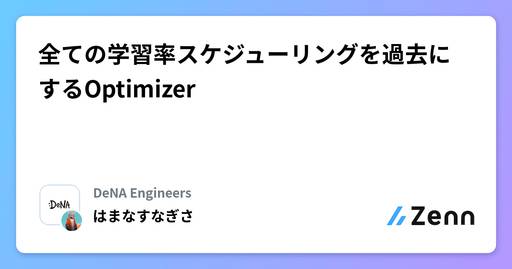 全ての学習率スケジューリングを過去に
するOptimizer
DeNA
DeNA Engineers
はまなすなぎさ
Zenn